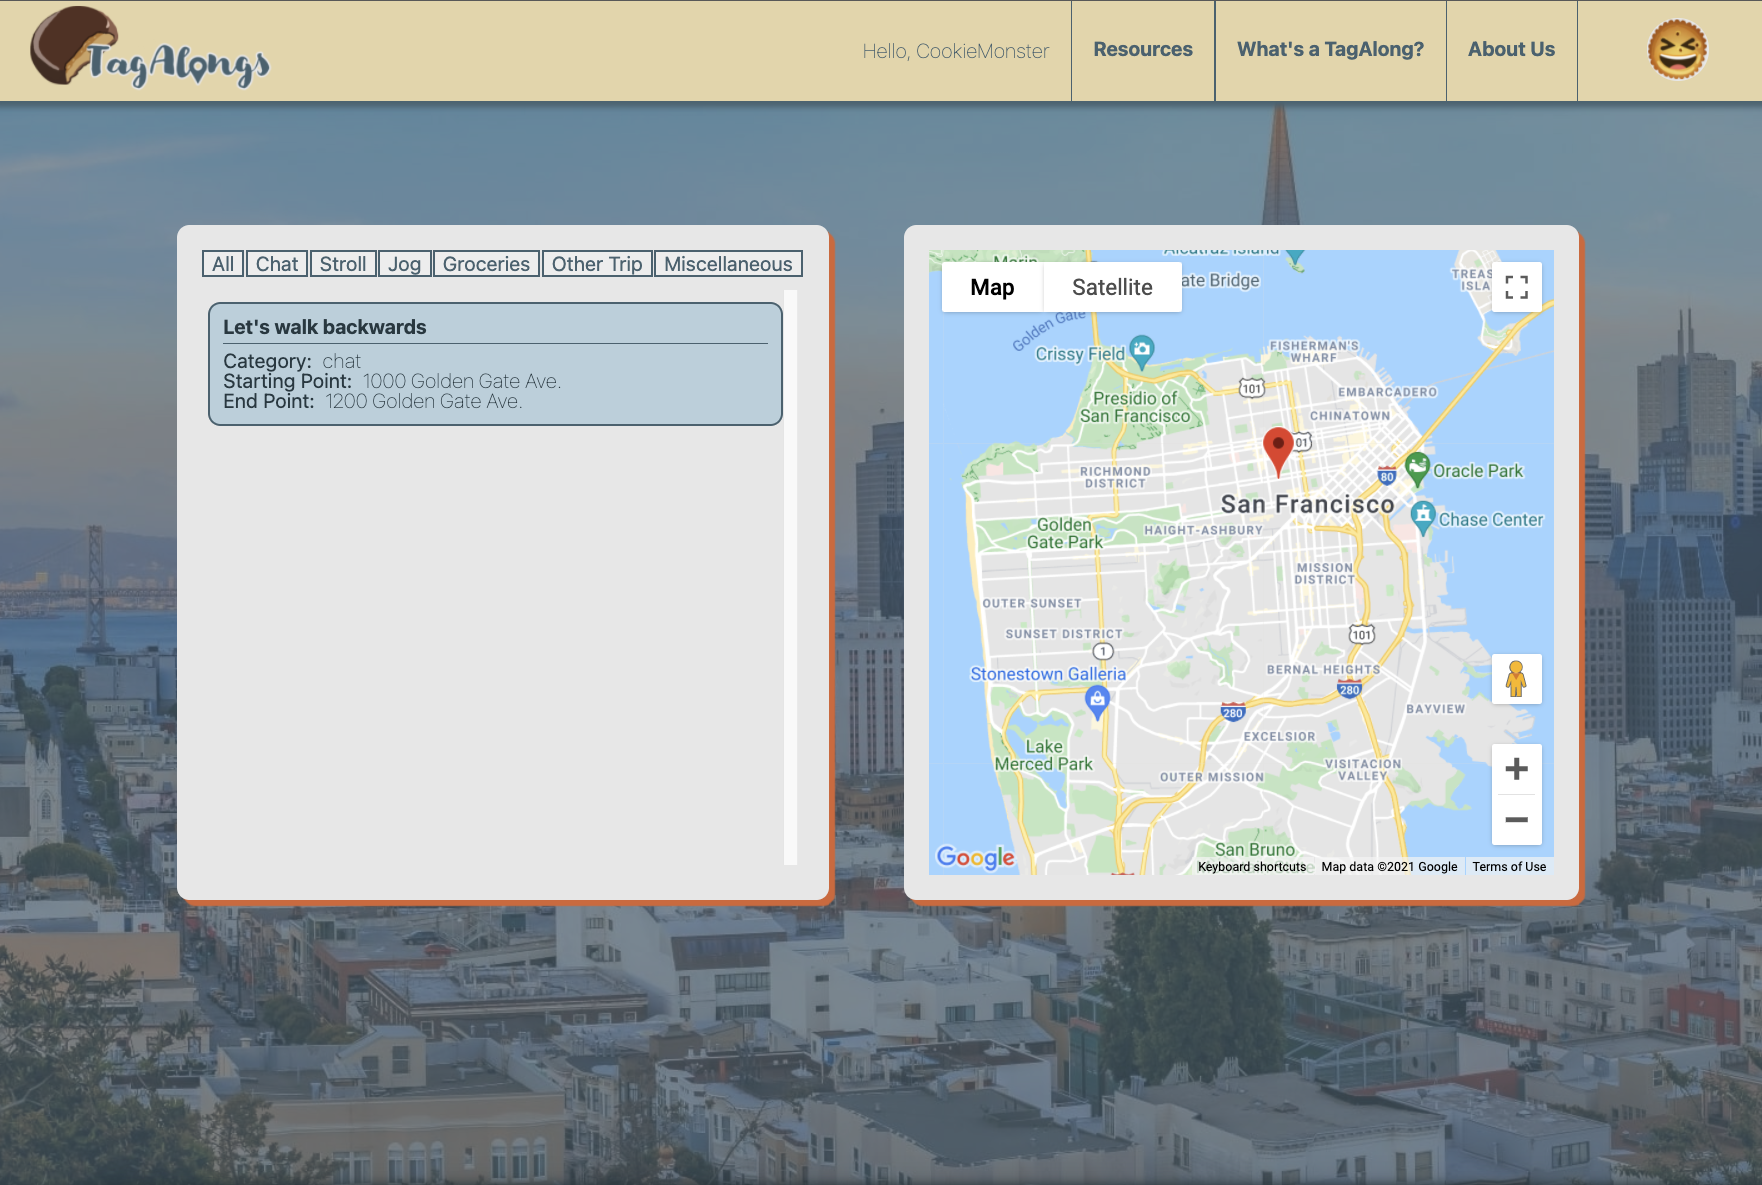 TagAlongs
Hello, CookieMonster
Resources
What's a TagAlong?
About Us
All
Chat
Stroll
Jog
Groceries
Other Trip
Miscellaneous
Let's walk backwards
Category: chat
Starting Point: 1000 Golden Gate Ave.
End Point: 1200 Golden Gate Ave.
Marin
Alcatraz Island
Map
Satellite
ate Bridge
TREAS
ISLA
Golden Gate
Crissy Field
FISHERMAN'S
WHARF
101
EMBARCADERO
Presidio of
San Francisco
CHINATOWN
01
RICHMOND
DISTRICT
80
Oracle Park
San Francisco
Golden
Gate Park
HAIGHT-ASHBURY
Chase Center
MISSION
DISTRICT
OUTER SUNSET
SUNSET DISTRICT
101
1
Stonestown Galleria
BERNAL HEIGHTS
280
280
BAYVIEW
EXCELSIOR
Lake
Merced Park
OUTER MISSION
VISITACION
VALLEY
San Bruno
Google
Keyboard shortcuts
Map data ©2021 Google
Terms of Use